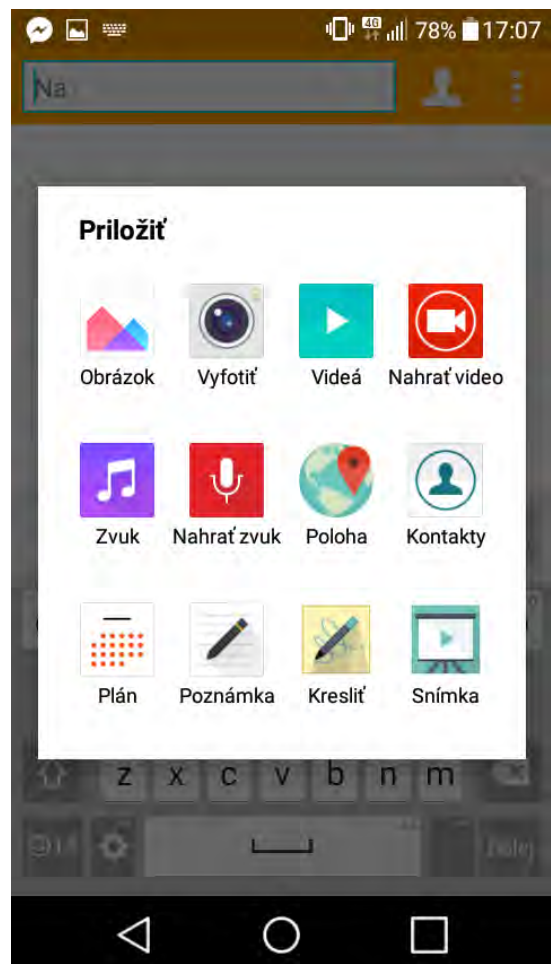 4G 78% 17:07
Na
Priložiť
Obrázok Vyfotiť Videá Nahrať video
Zvuk Nahrať zvuk Poloha Kontakty
Plán Poznámka Kresliť Snímka
z x c v b n m